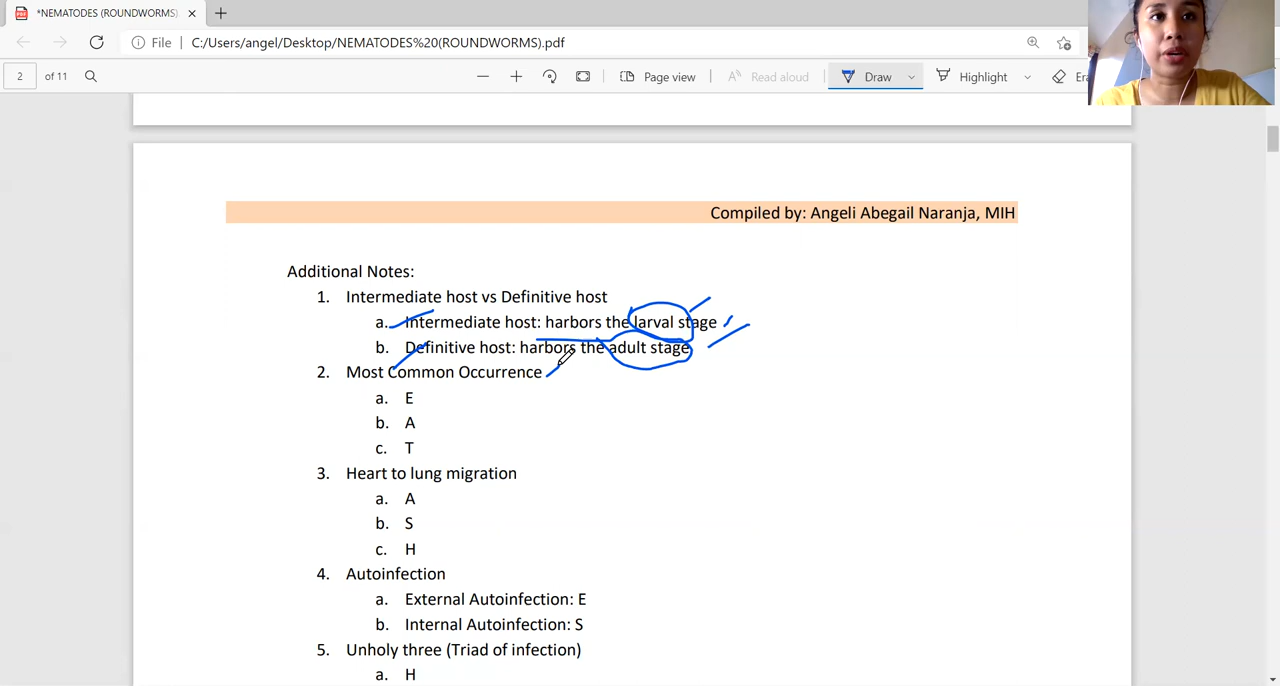 *NEMATODES (ROUNDWORMS)
File
C:/Users/angel/Desktop/NEMATODES%20(ROUNDWORMS).pdf
2 of 11
Page view
Read aloud
Draw
Highlight
Compiled by: Angeli Abegail Naranja, MIH
Additional Notes:
1. Intermediate host vs Definitive host
a. Intermediate host: harbors the larval stage
b. Definitive host: harbors the adult stage
2. Most Common Occurrence
a. E
b. A
c. T
3. Heart to lung migration
a. A
b. S
c. H
4. Autoinfection
a. External Autoinfection: E
b. Internal Autoinfection: S
5. Unholy three (Triad of infection)
a. H